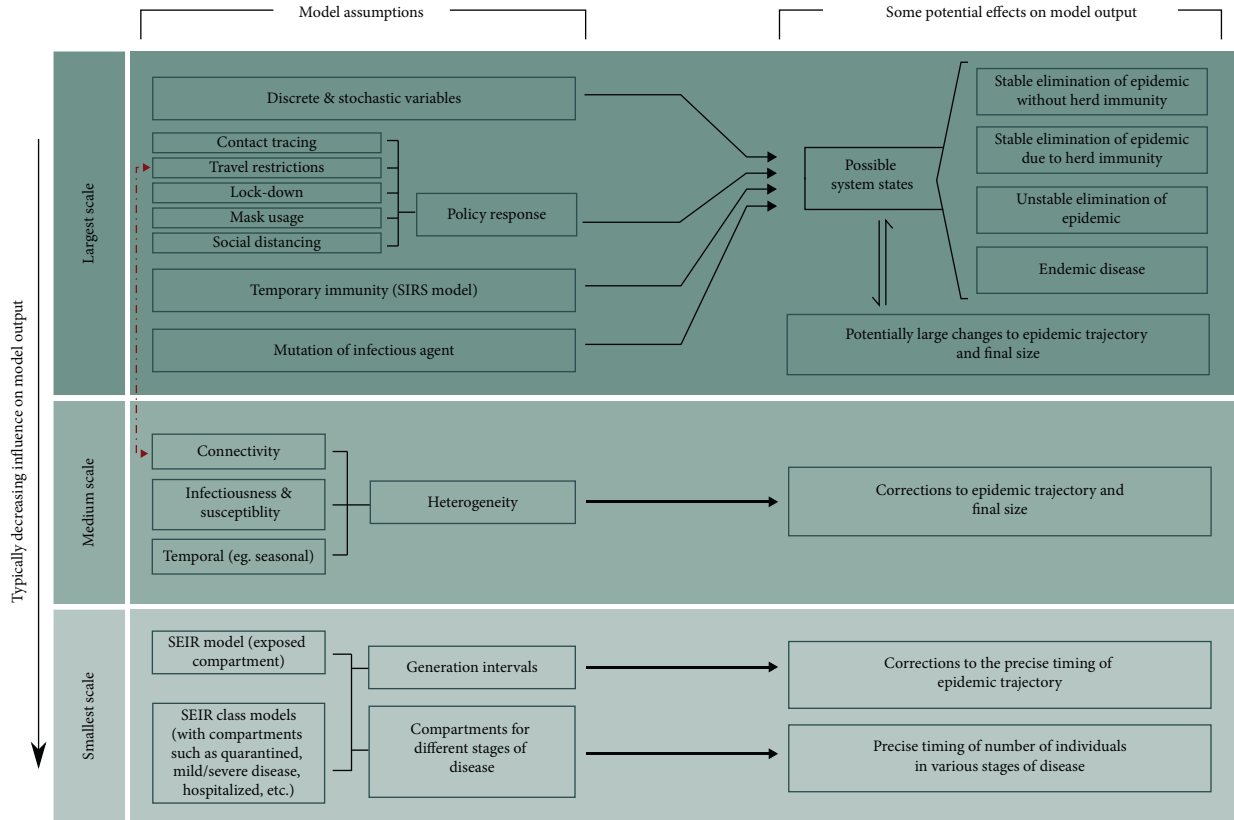 Model assumptions
Some potential effects on model output
Typically decreasing influence on model output
Largest scale
Discrete & stochastic variables
Contact tracing
Travel restrictions
Lock-down
Mask usage
Social distancing
Policy response
Temporary immunity (SIRS model)
Mutation of infectious agent
Possible
system states
Stable elimination of epidemic
without herd immunity
Stable elimination of epidemic
due to herd immunity
Unstable elimination of
epidemic
Endemic disease
Potentially large changes to epidemic trajectory
and final size
Medium scale
Connectivity
Infectiousness &
susceptiblity
Temporal (eg. seasonal)
Heterogeneity
Corrections to epidemic trajectory and
final size
Smallest scale
SEIR model (exposed
compartment)
Generation intervals
Corrections to the precise timing of
epidemic trajectory
SEIR class models
(with compartments
such as quarantined,
mild/severe disease,
hospitalized, etc.)
Compartments for
different stages of
disease
Precise timing of number of individuals
in various stages of disease